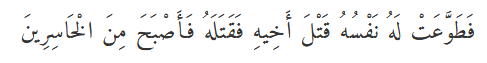 فَطَوَّعَتْ لَهُ نَفْسُهُ قَتْلَ أَخِيهِ فَقَتَلَهُ فَأَصْبَحَ مِنَ الْخَاسِرِينَ